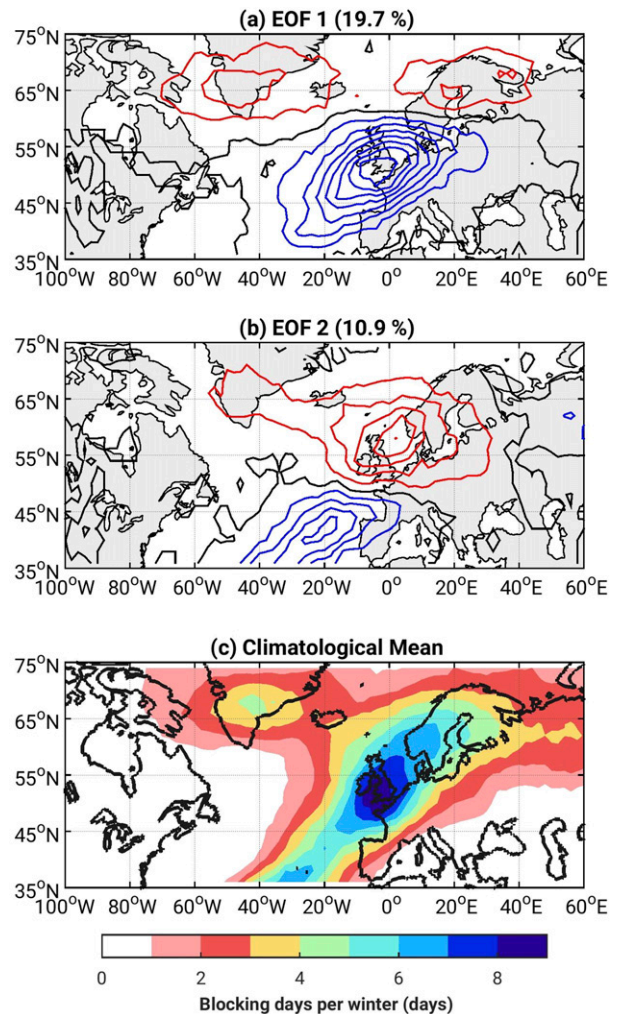 (a) EOF 1 (19.7 %)
75°N
65°N
55°N
45°N
35°N
100°W 80°W 60°W 40°W 20°W 0° 20°E 40°E 60°E
(b) EOF 2 (10.9 %)
75°N
65°N
55°N
45°N
35°N
100°W 80°W 60°W 40°W 20°W 0° 20°E 40°E 60°E
(c) Climatological Mean
75°N
65°N
55°N
45°N
35°N
100°W 80°W 60°W 40°W 20°W 0° 20°E 40°E 60°E
0 2 4 6 8
Blocking days per winter (days)